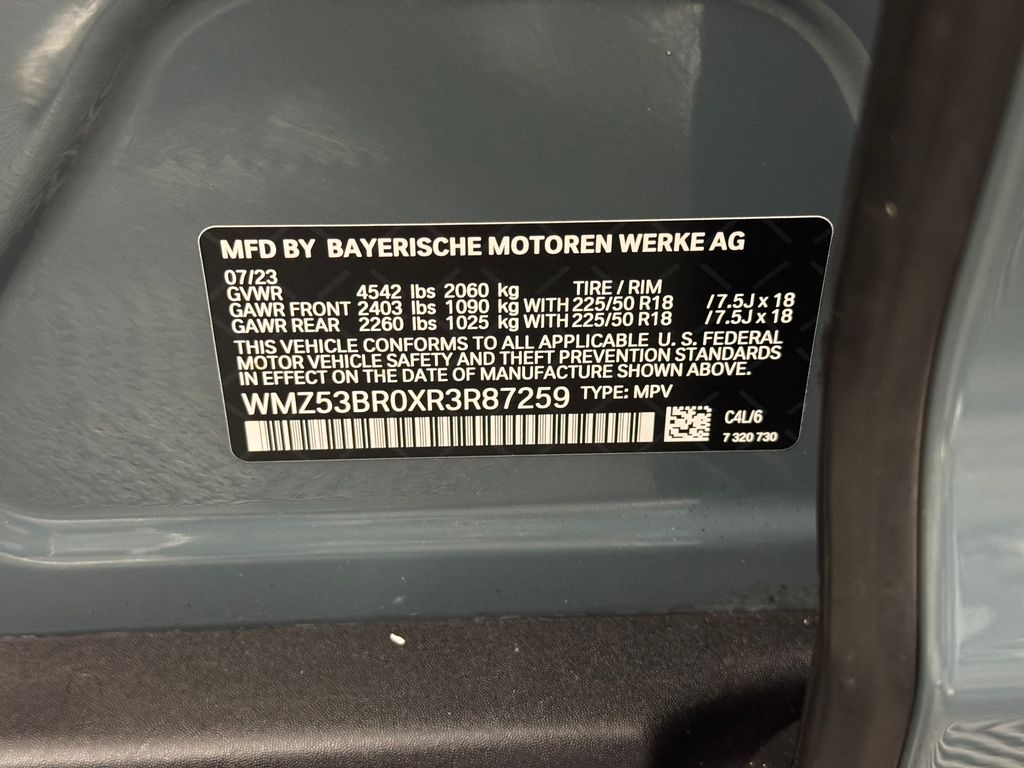 MFD BY BAYERISCHE MOTOREN WERKE AG
07/23
GVWR 4542 lbs 2060 kg TIRE / RIM
GAWR FRONT 2403 lbs 1090 kg WITH 225/50 R18 /7.5J x 18
GAWR REAR 2260 lbs 1025 kg WITH 225/50 R18 /7.5J x 18
THIS VEHICLE CONFORMS TO ALL APPLICABLE U. S. FEDERAL
MOTOR VEHICLE SAFETY AND THEFT PREVENTION STANDARDS
IN EFFECT ON THE DATE OF MANUFACTURE SHOWN ABOVE.
WMZ53BR0XR3R87259 TYPE: MPV
C4L/6
7 320 730